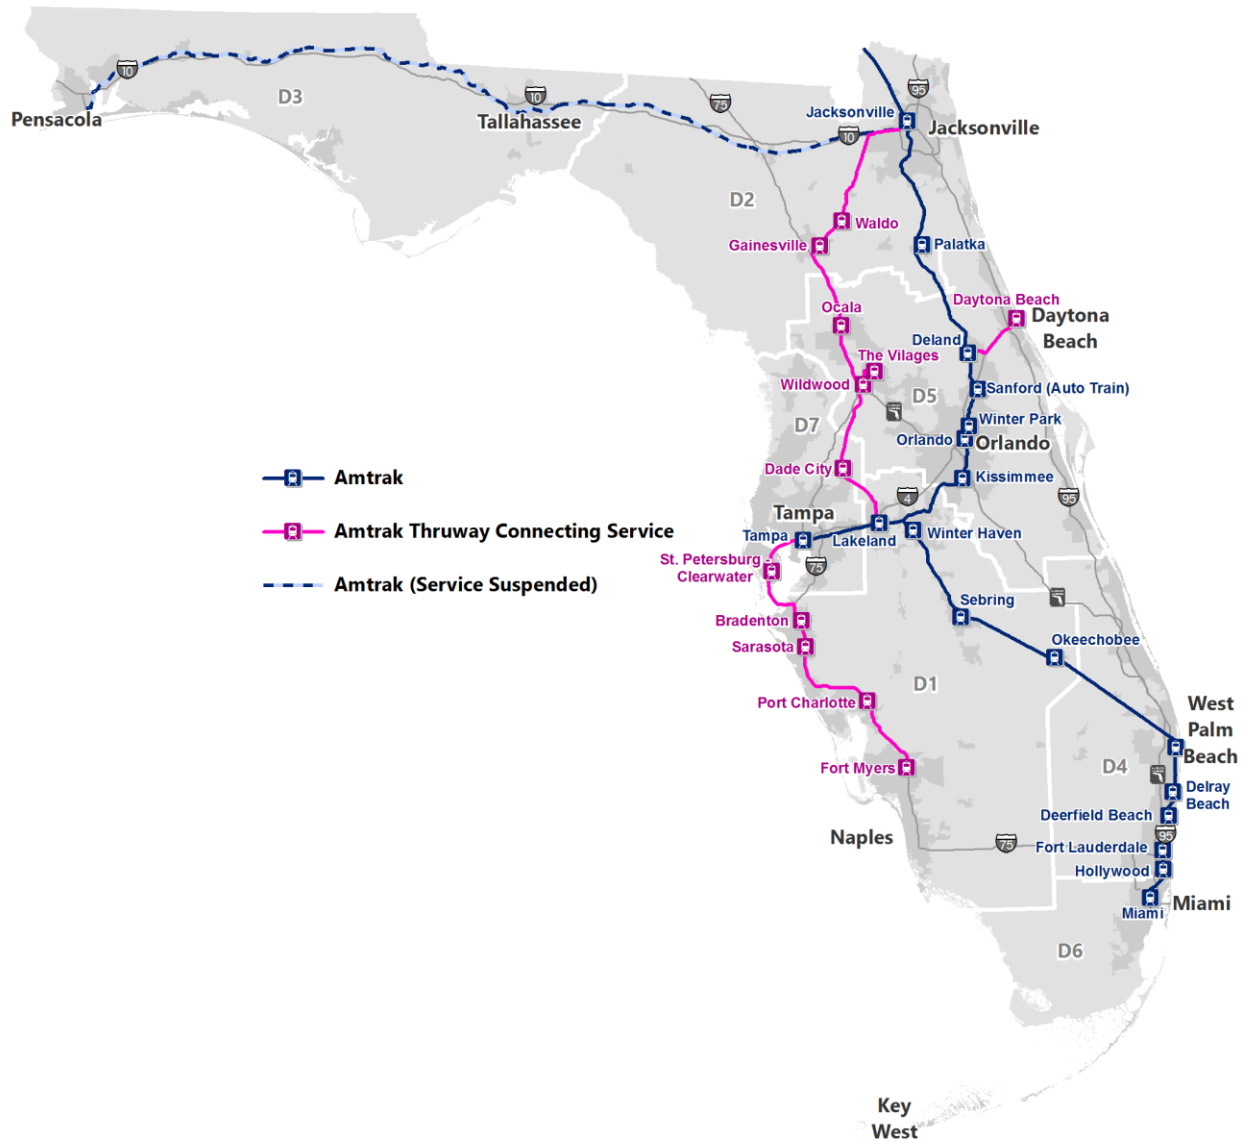 10
D3
Pensacola
10
Tallahassee
75
95
Jacksonville
Jacksonville
10
D2
Waldo
Gainesville
Palatka
Daytona Beach
Daytona
Beach
Ocala
Deland
The Vilages
Wildwood
Sanford (Auto Train)
D5
Winter Park
D7
Orlando
Orlando
Dade City
Kissimmee
4
95
Amtrak
Tampa
Amtrak Thruway Connecting Service
Tampa
Lakeland
Winter Haven
St. Petersburg -
Clearwater
75
Amtrak (Service Suspended)
Sebring
Bradenton
Sarasota
Okeechobee
D1
Port Charlotte
West
Palm
Beach
Fort Myers
D4
Delray
Beach
Deerfield Beach
95
Naples
75
Fort Lauderdale
Hollywood
Miami
Miami
D6
Key
West